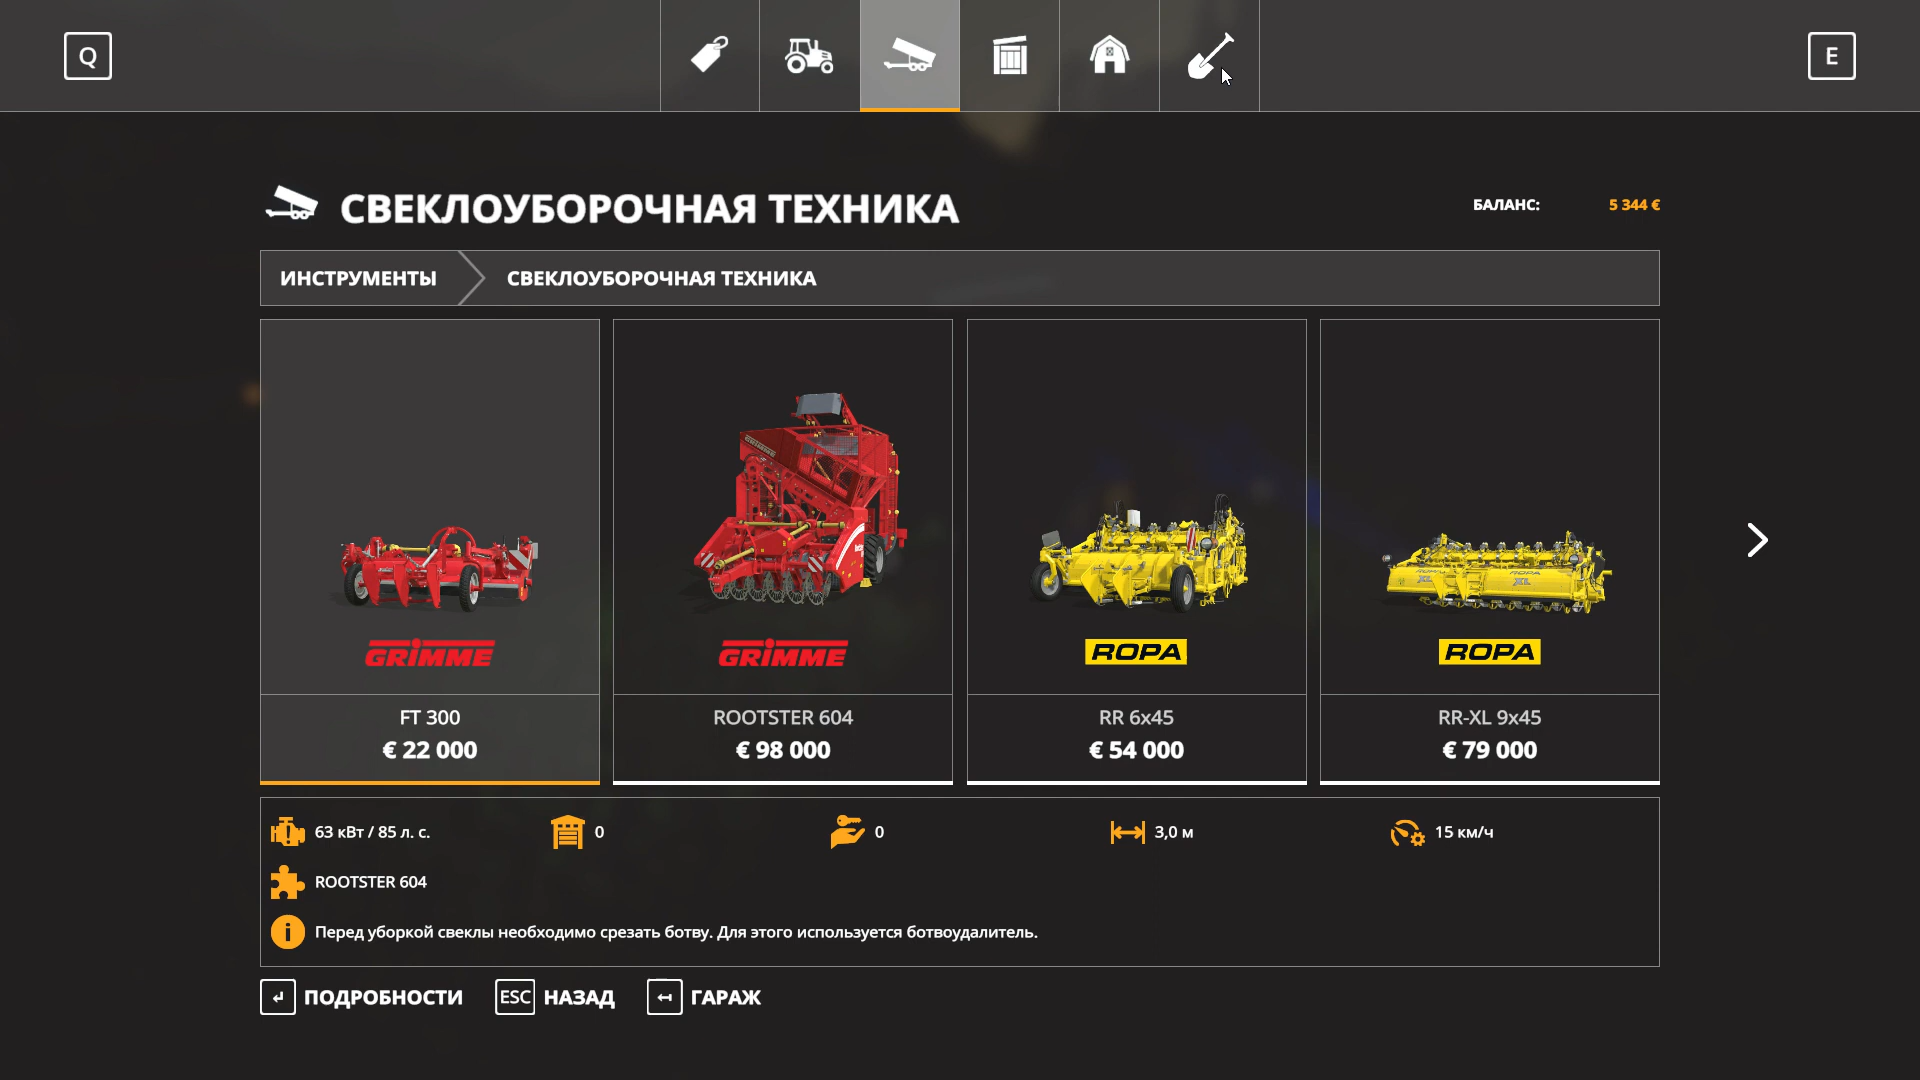 Q
E
СВЕКЛОУБОРОЧНАЯ ТЕХНИКА
БАЛАНС: 5 344 €
ИНСТРУМЕНТЫ
СВЕКЛОУБОРОЧНАЯ ТЕХНИКА
GRIMME
GRIMME
ROPA
ROPA
FT 300
€ 22 000
ROOTSTER 604
€ 98 000
RR 6x45
€ 54 000
RR-XL 9x45
€ 79 000
63 кВт / 85 л. с.
0
0
3,0 м
15 км/ч
ROOTSTER 604
Перед уборкой свеклы необходимо срезать ботву. Для этого используется ботвоудалитель.
ПОДРОБНОСТИ
ESC НАЗАД
ГАРАЖ